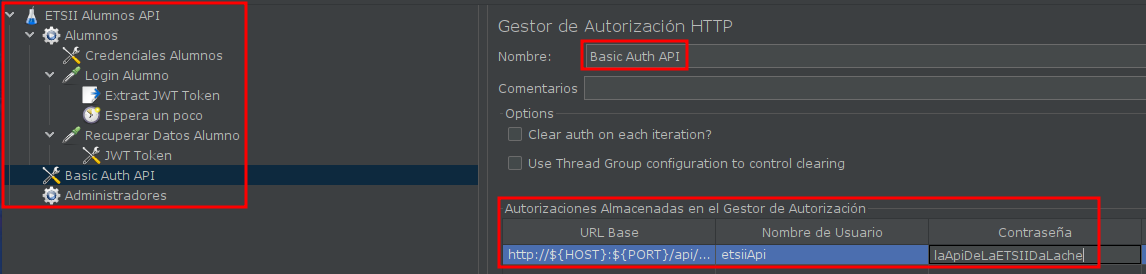 ETSII Alumnos API
Alumnos
Credenciales Alumnos
Login Alumno
Extract JWT Token
Espera un poco
Recuperar Datos Alumno
JWT Token
Basic Auth API
Administradores
Gestor de Autorización HTTP
Nombre: Basic Auth API
Comentarios
Options
Clear auth on each iteration?
Use Thread Group configuration to control clearing
Autorizaciones Almacenadas en el Gestor de Autorización
URL Base Nombre de Usuario Contraseña
http://${HOST}:${PORT}/api/... etsiiApi laApiDeLaETSIIDaLache